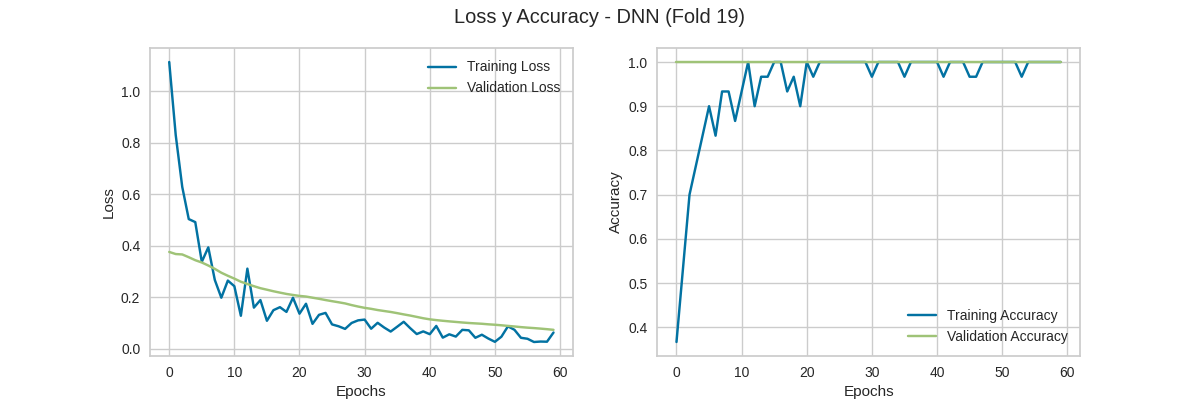 Loss y Accuracy - DNN (Fold 19)
Training Loss
Validation Loss
1.0
0.8
0.6
0.4
0.2
0.0
Loss
0 10 20 30 40 50 60
Epochs
1.0
0.9
0.8
0.7
0.6
0.5
0.4
Accuracy
Training Accuracy
Validation Accuracy
0 10 20 30 40 50 60
Epochs